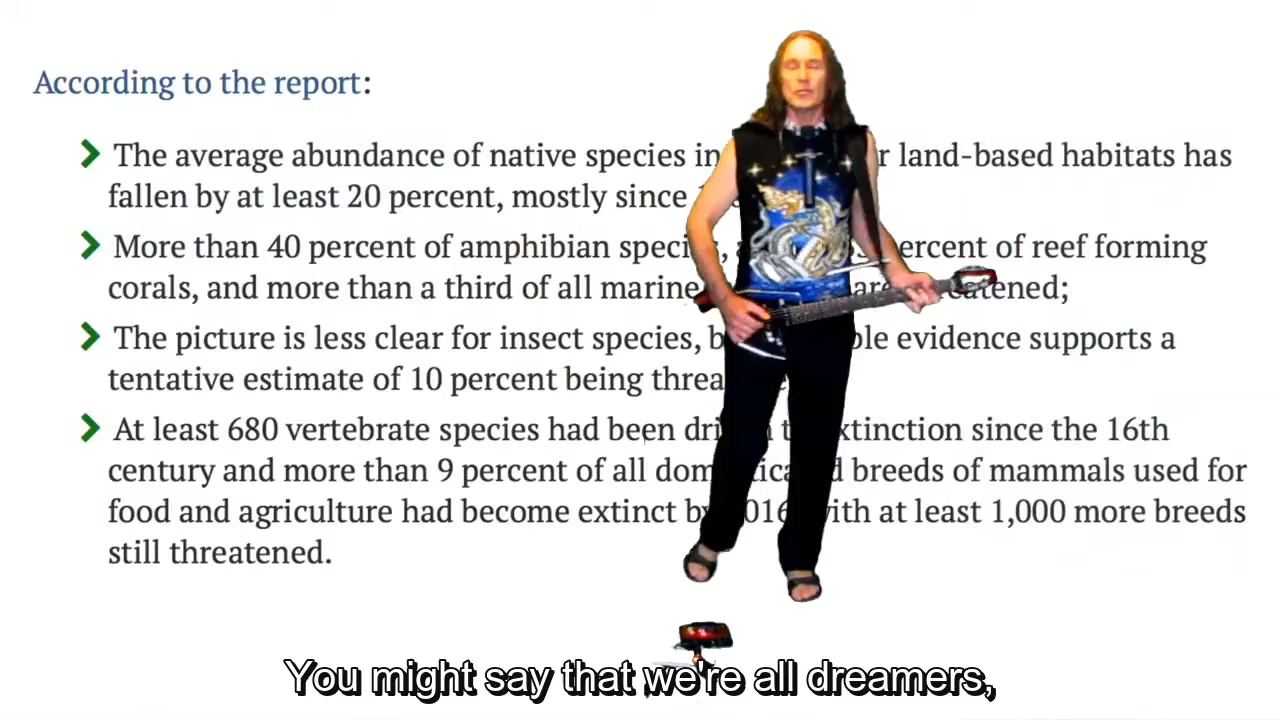 According to the report:
The average abundance of native species in r land-based habitats has
fallen by at least 20 percent, mostly since
More than 40 percent of amphibian speci , a ercent of reef forming
corals, and more than a third of all marine are threatened;
The picture is less clear for insect species, b ble evidence supports a
tentative estimate of 10 percent being threa
At least 680 vertebrate species had been dri extinction since the 16th
century and more than 9 percent of all dom breeds of mammals used for
food and agriculture had become extinct b 016 with at least 1,000 more breeds
still threatened.
You might say that we're all dreamers,